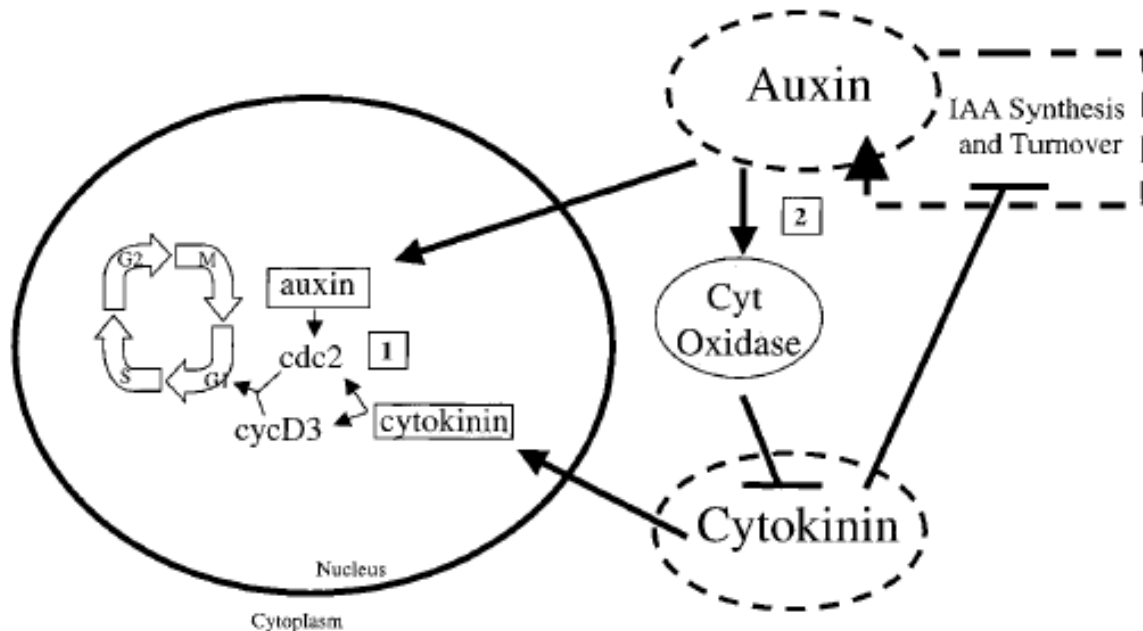 Auxin
IAA Synthesis
and Turnover
2
Cyt
Oxidase
Cytokinin
G2
M
S
G1
auxin
1
cdc2
cycD3
cytokinin
Nucleus
Cytoplasm